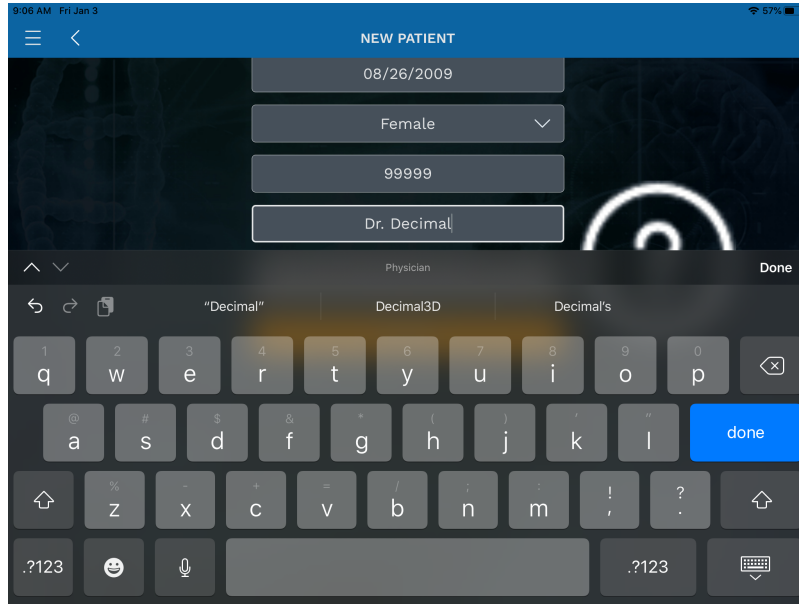 9:06 AM Fri Jan 3 57%
NEW PATIENT
08/26/2009
Female
99999
Dr. Decimal
Physician Done
“Decimal” Decimal3D Decimal's
1 2 3 4 5 6 7 8 9 0
q w e r t y u i o p
@ # $ & * ( ) ' "
a s d f g h j k l done
% - + = / ; : ! ?
z x c v b n m , .
.?123 .?123